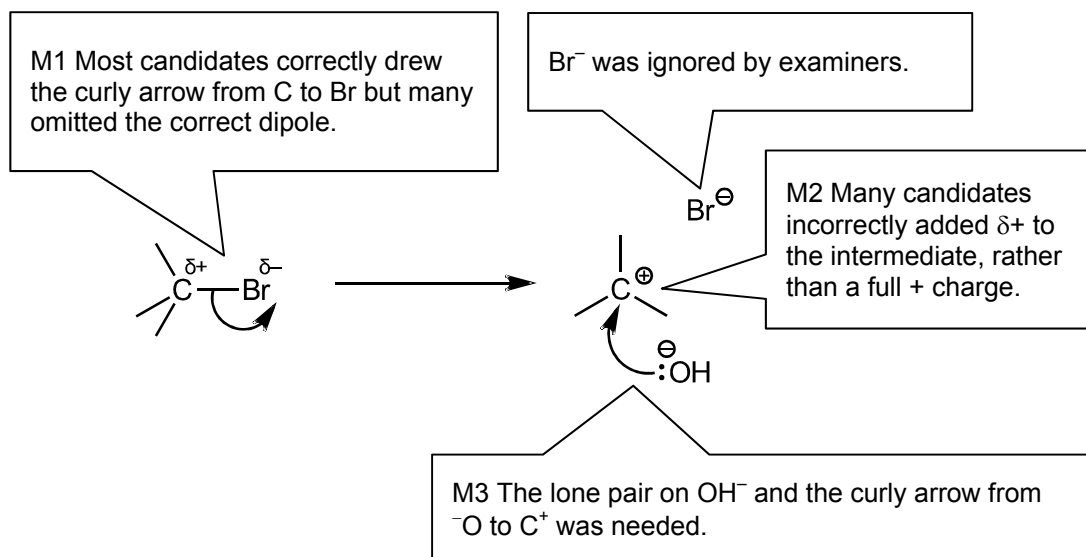 M1 Most candidates correctly drew
the curly arrow from C to Br but many
omitted the correct dipole.
Br⁻ was ignored by examiners.
M2 Many candidates
incorrectly added δ+ to
the intermediate, rather
than a full + charge.
Br⊖
δ+ δ−
C Br
C⊕
⊖
:OH
M3 The lone pair on OH⁻ and the curly arrow from
⁻O to C⁺ was needed.